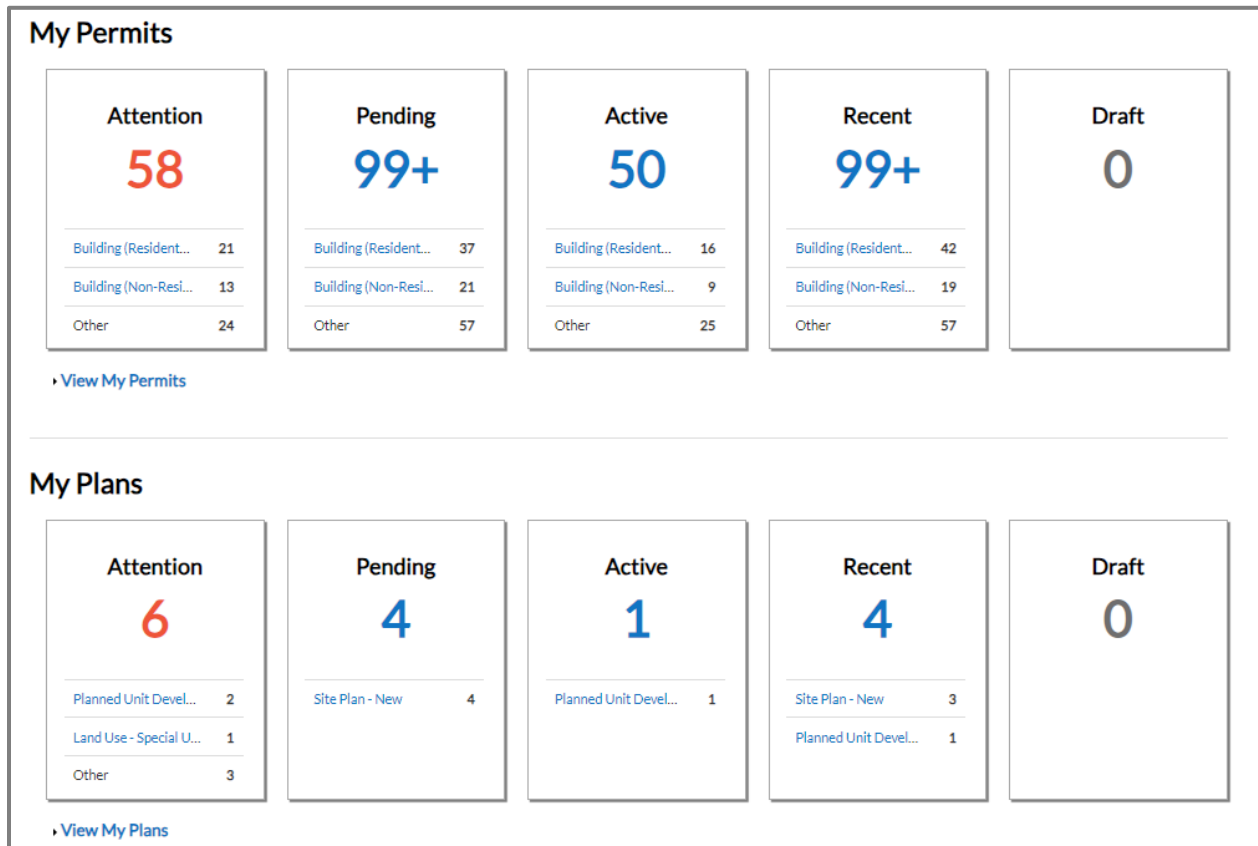 My Permits
Attention
58
Building (Resident... 21
Building (Non-Resi... 13
Other 24
Pending
99+
Building (Resident... 37
Building (Non-Resi... 21
Other 57
Active
50
Building (Resident... 16
Building (Non-Resi... 9
Other 25
Recent
99+
Building (Resident... 42
Building (Non-Resi... 19
Other 57
Draft
0
View My Permits
My Plans
Attention
6
Planned Unit Devel... 2
Land Use - Special U... 1
Other 3
Pending
4
Site Plan - New 4
Active
1
Planned Unit Devel... 1
Recent
4
Site Plan - New 3
Planned Unit Devel... 1
Draft
0
View My Plans